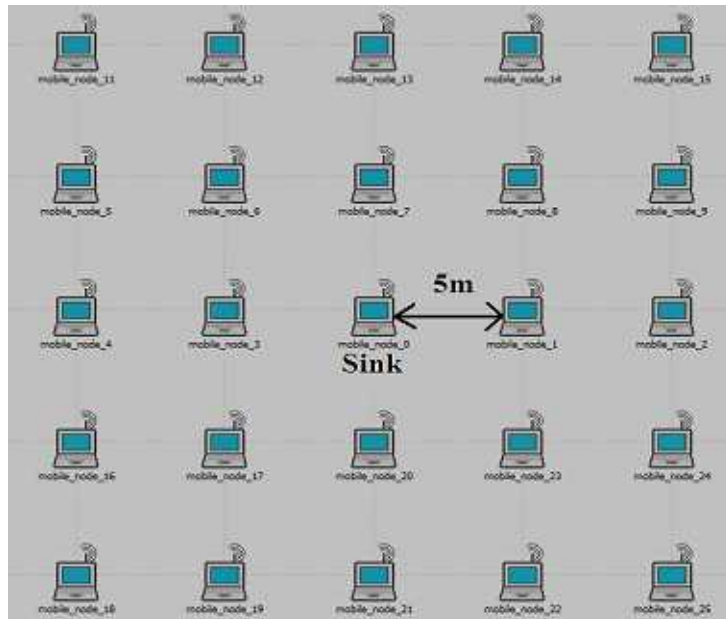 mobile_node_11 mobile_node_12 mobile_node_13 mobile_node_14 mobile_node_15
mobile_node_5 mobile_node_6 mobile_node_7 mobile_node_8 mobile_node_9
5m
mobile_node_4 mobile_node_3 mobile_node_0 mobile_node_1 mobile_node_2
Sink
mobile_node_16 mobile_node_17 mobile_node_20 mobile_node_23 mobile_node_24
mobile_node_18 mobile_node_19 mobile_node_21 mobile_node_22 mobile_node_25